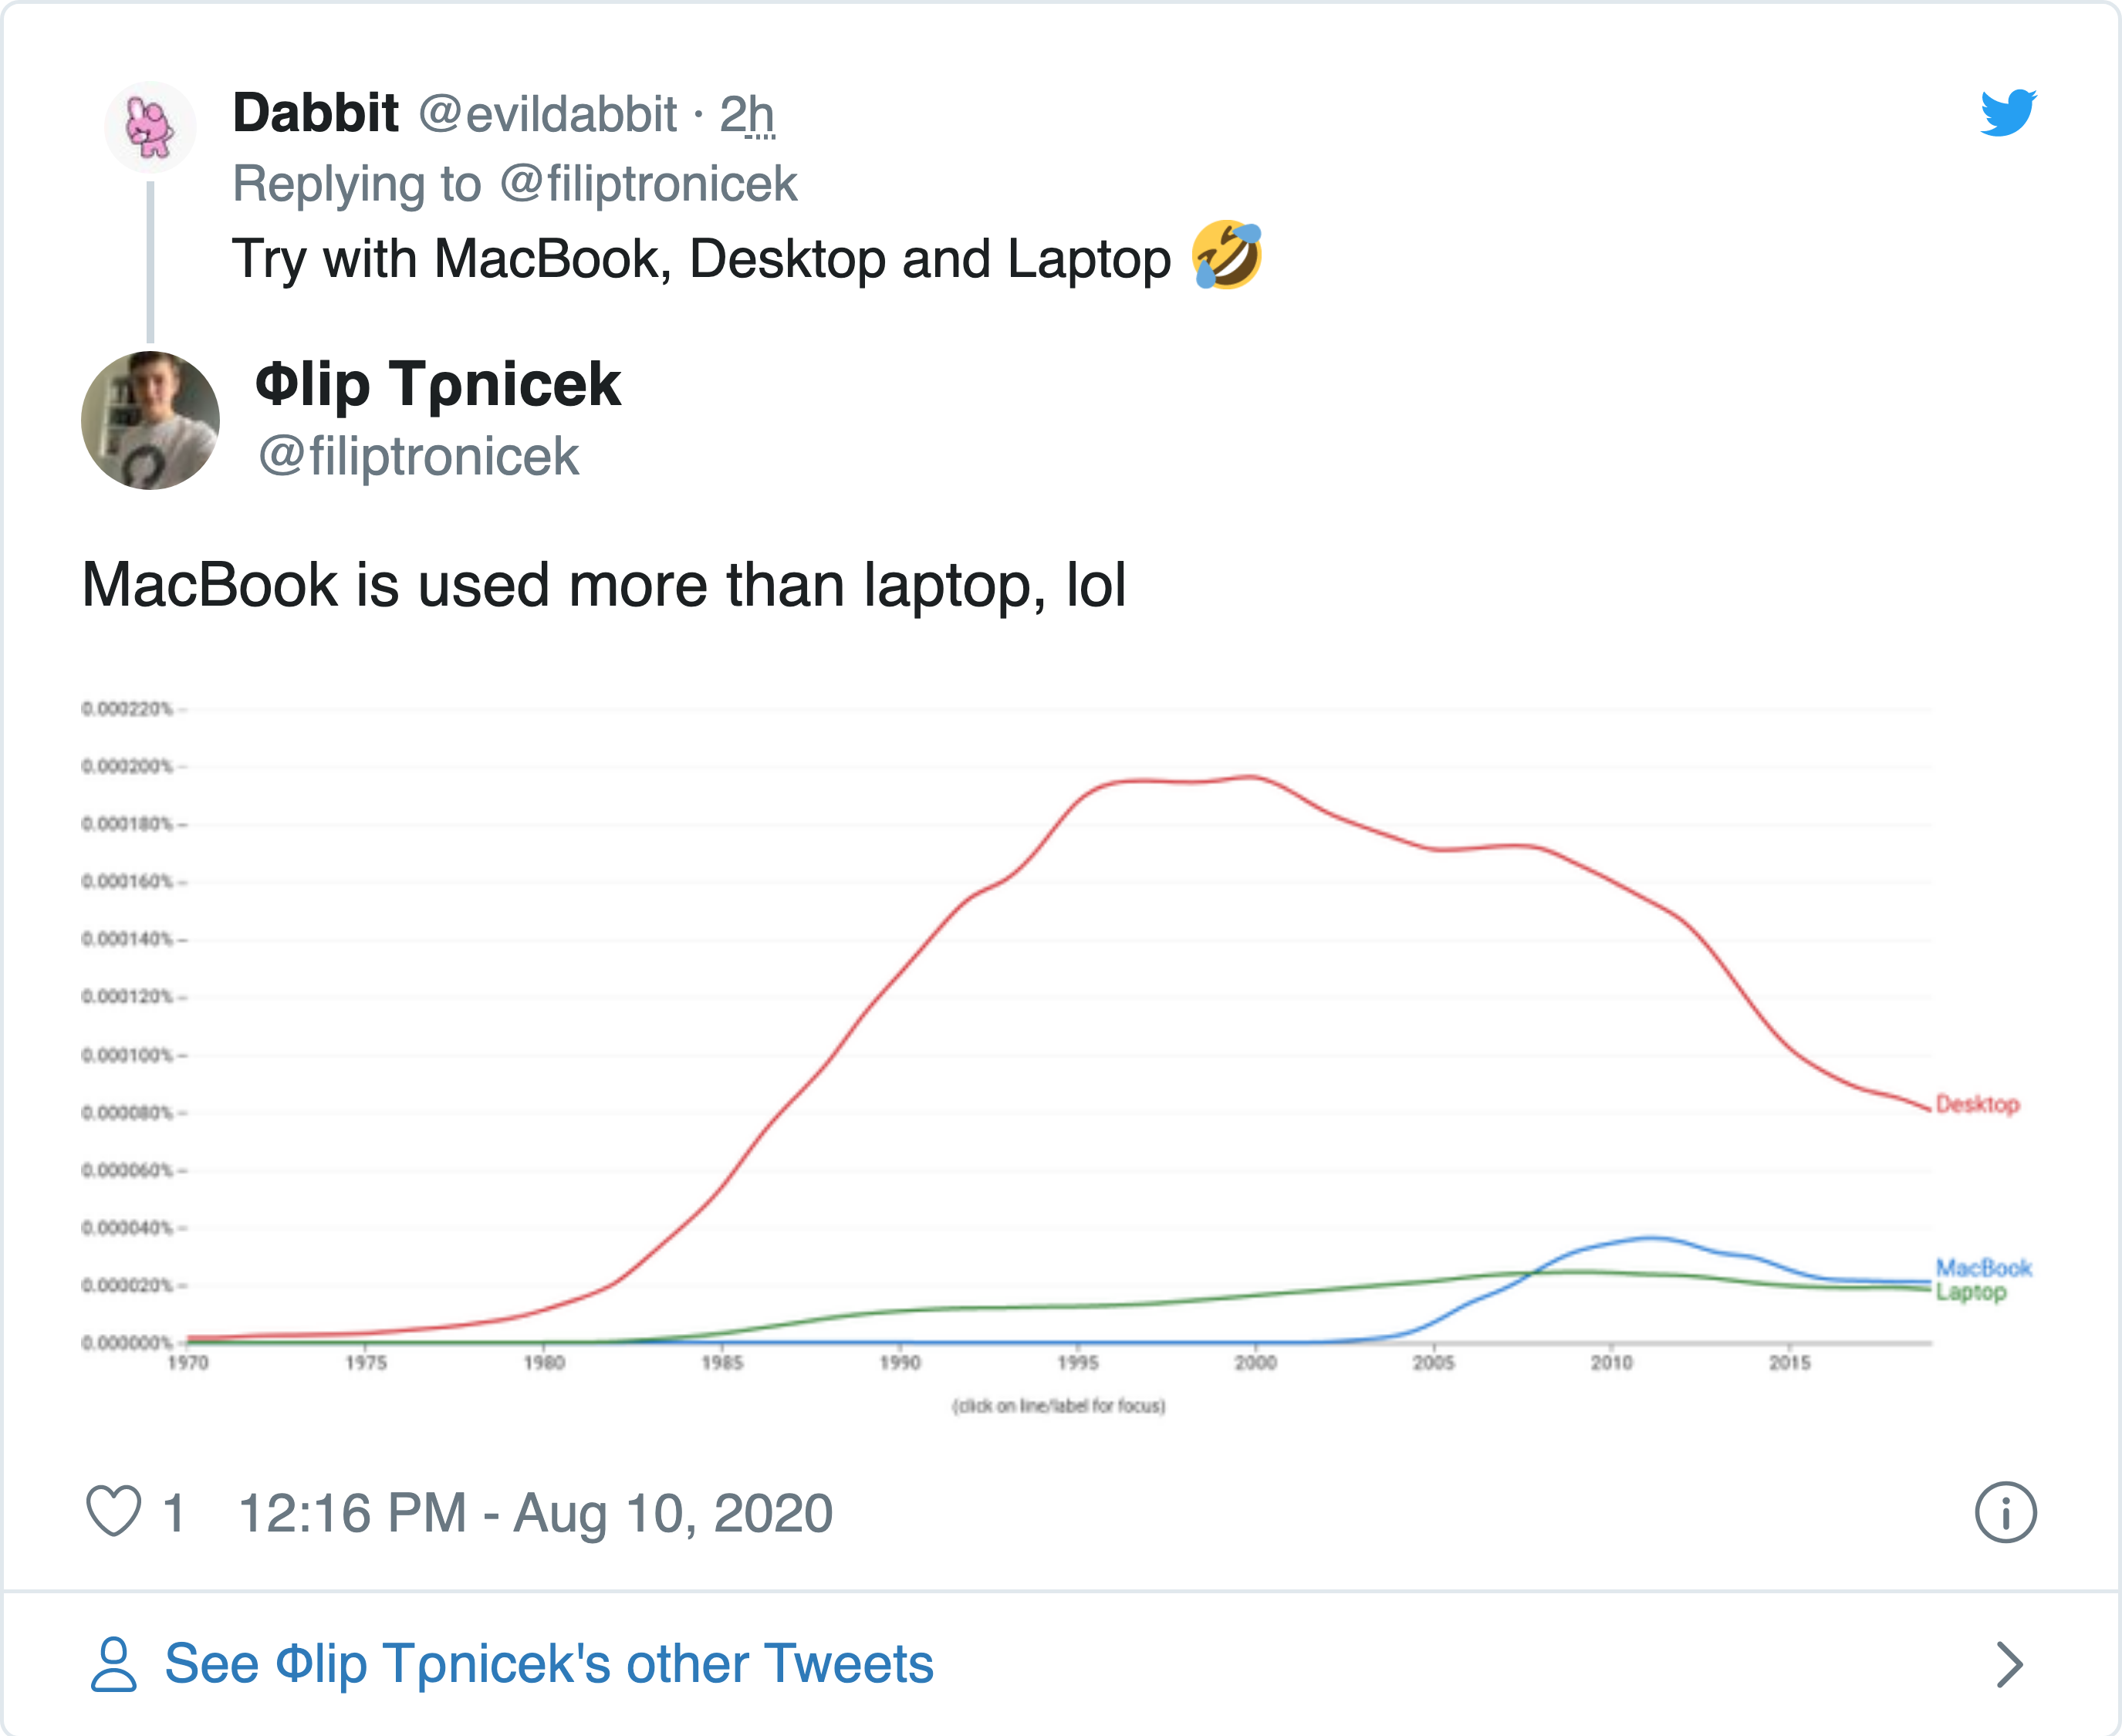 Dabbit @evildabbit · 2h
Replying to @filiptronicek
Try with MacBook, Desktop and Laptop 🤣
Φlip Tρnicek
@filiptronicek
MacBook is used more than laptop, lol
0.000220%
0.000200%
0.000180%
0.000160%
0.000140%
0.000120%
0.000100%
0.000080%
0.000060%
0.000040%
0.000020%
0.000000%
Desktop
MacBook
Laptop
1970 1975 1980 1985 1990 1995 2000 2005 2010 2015
(click on line/label for focus)
1 12:16 PM - Aug 10, 2020
See Φlip Tρnicek's other Tweets